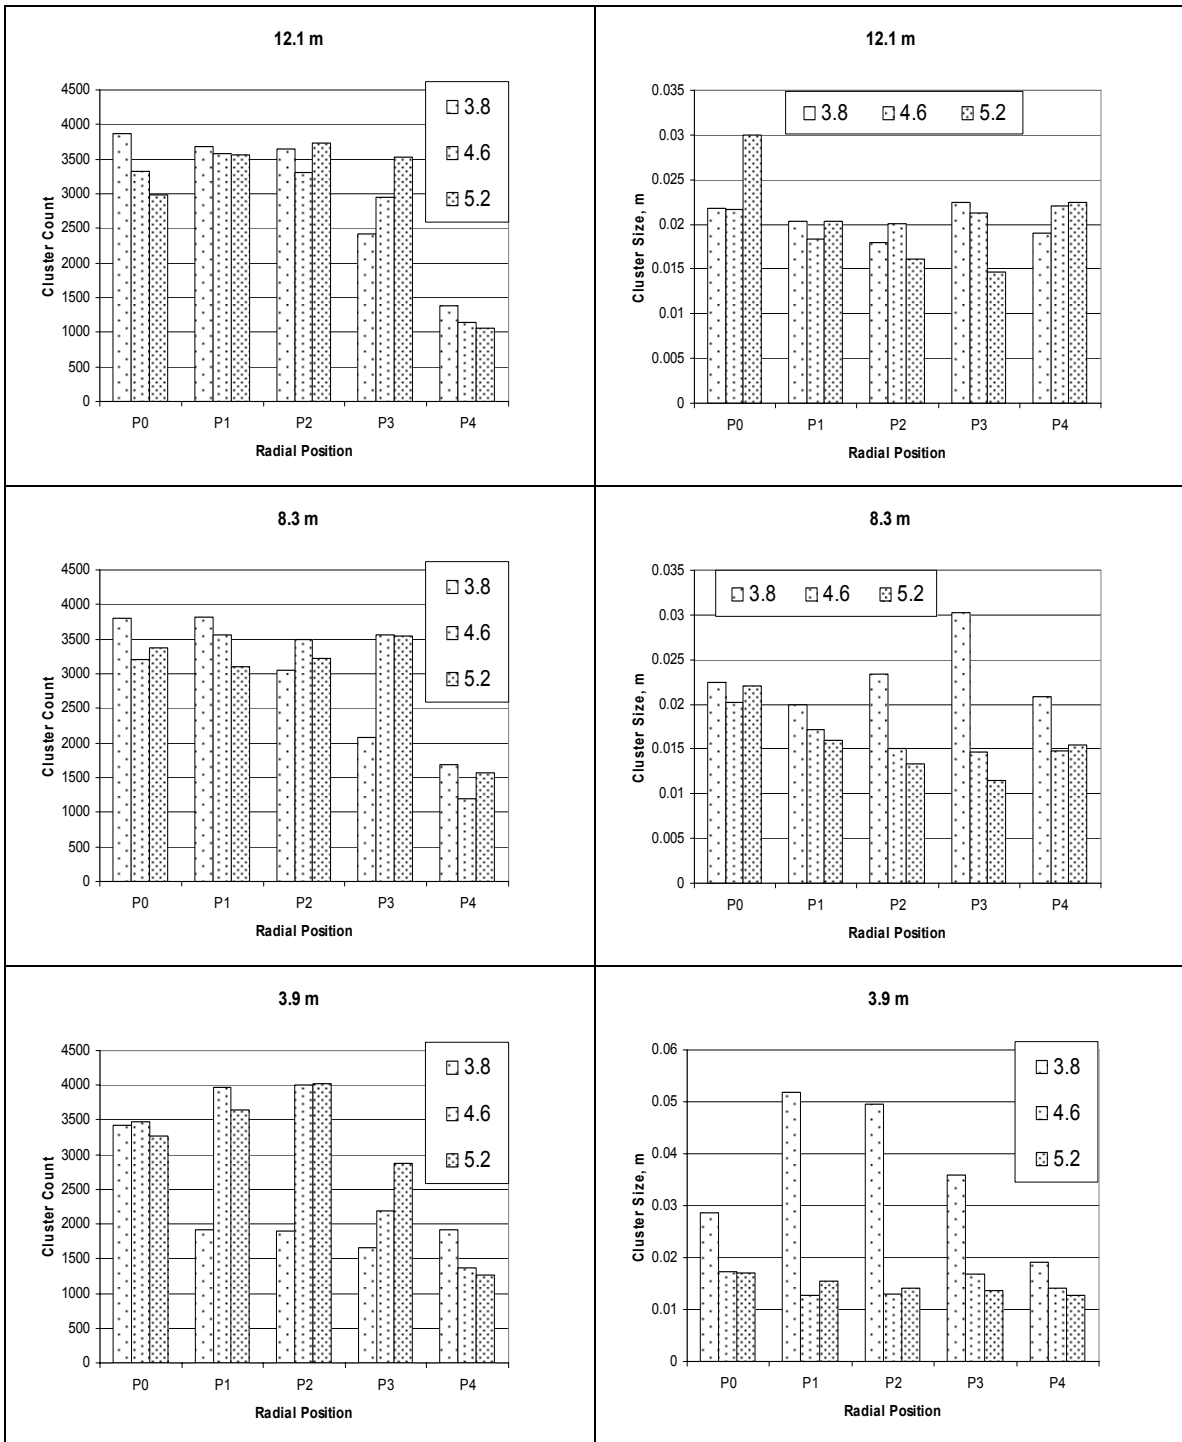 12.1 m
4500
4000
3500
3000
2500
2000
1500
1000
500
0
Cluster Count
3.8
4.6
5.2
P0 P1 P2 P3 P4
Radial Position
12.1 m
0.035
0.03
0.025
0.02
0.015
0.01
0.005
0
Cluster Size, m
3.8 4.6 5.2
P0 P1 P2 P3 P4
Radial Position
8.3 m
4500
4000
3500
3000
2500
2000
1500
1000
500
0
Cluster Count
3.8
4.6
5.2
P0 P1 P2 P3 P4
Radial Position
8.3 m
0.035
0.03
0.025
0.02
0.015
0.01
0.005
0
Cluster Size, m
3.8 4.6 5.2
P0 P1 P2 P3 P4
Radial Position
3.9 m
4500
4000
3500
3000
2500
2000
1500
1000
500
0
Cluster Count
3.8
4.6
5.2
P0 P1 P2 P3 P4
Radial Position
3.9 m
0.06
0.05
0.04
0.03
0.02
0.01
0
Cluster Size, m
3.8
4.6
5.2
P0 P1 P2 P3 P4
Radial Position